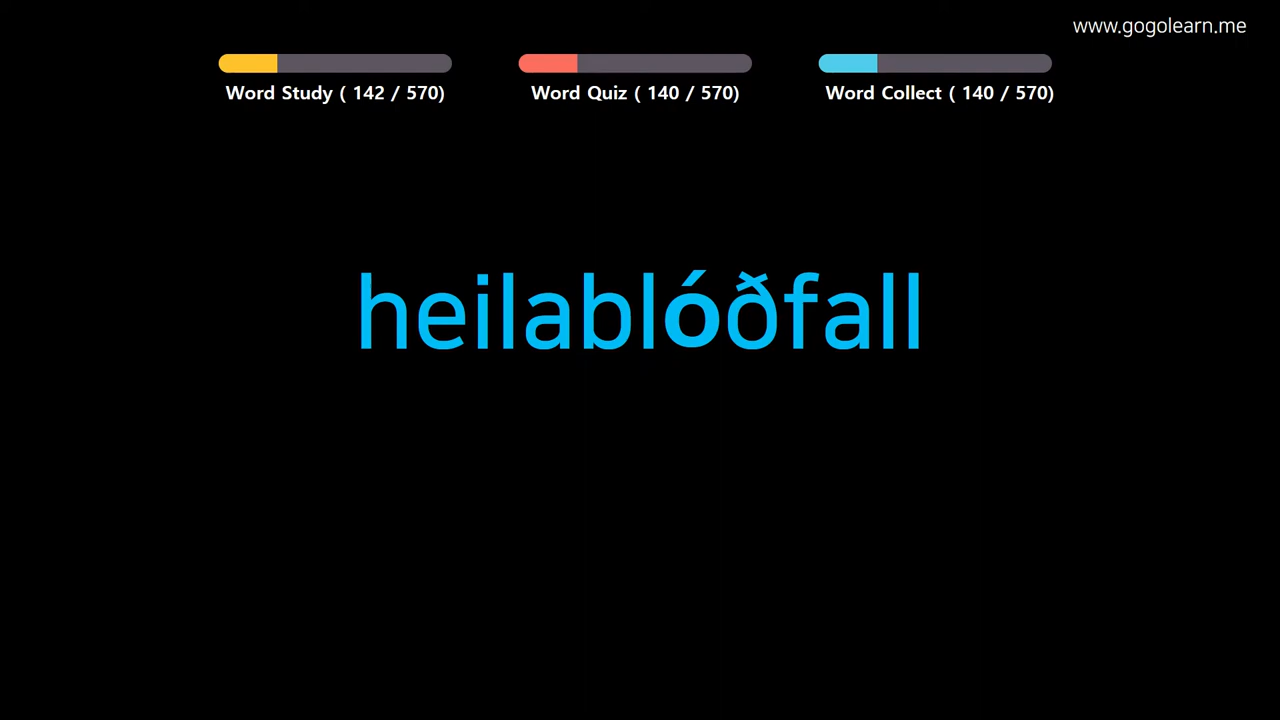 www.gogolearn.me
Word Study ( 142 / 570)
Word Quiz ( 140 / 570)
Word Collect ( 140 / 570)
heilablóðfall